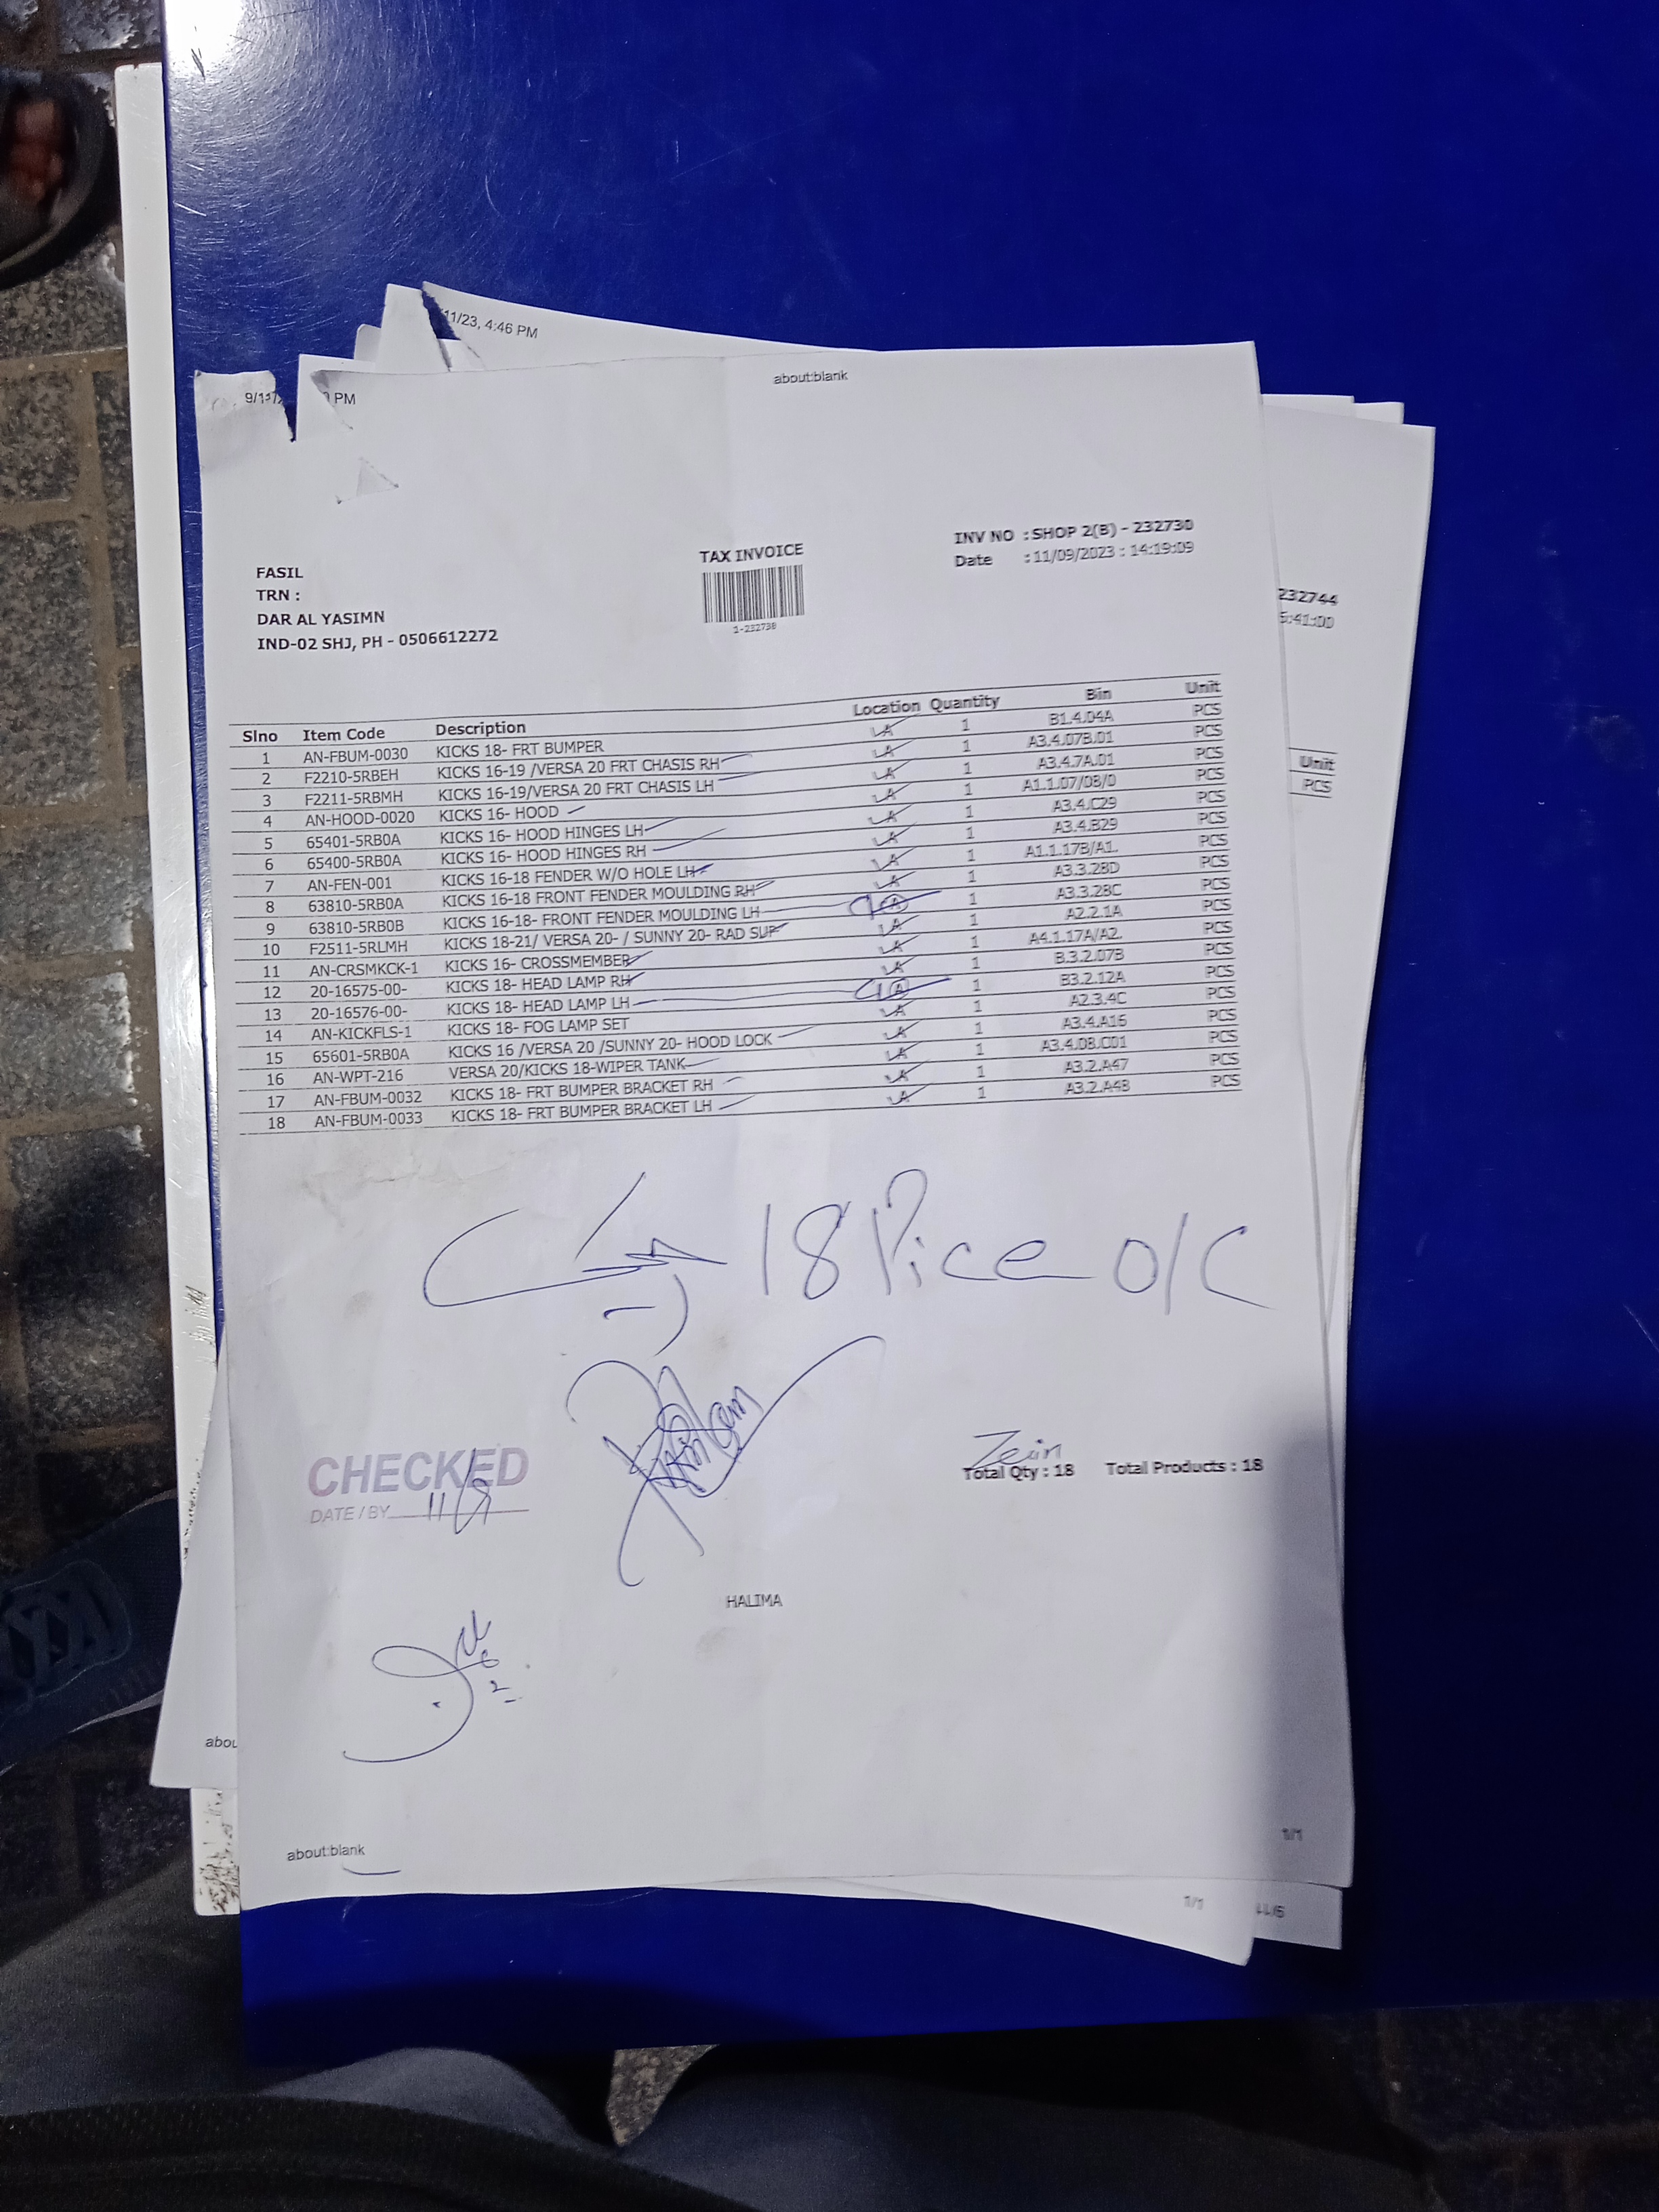 11/23, 4:46 PM
about:blank
PM
TAX INVOICE
INV NO : SHOP 2(B) - 232730
Date : 11/09/2023 : 14:19:09
FASIL
TRN :
DAR AL YASIMN
IND-02 SHJ, PH - 0506612272
1-232738
232744
5:41:00
Slno Item Code Description Location Quantity Bin Unit
1 AN-FBUM-0030 KICKS 18- FRT BUMPER A 1 B1.4.04A PCS
2 F2210-5RBEH KICKS 16-19 /VERSA 20 FRT CHASIS RH A 1 A3.4.07B.01 PCS
3 F2211-5RBMH KICKS 16-19/VERSA 20 FRT CHASIS LH A 1 A3.4.7A.01 PCS
4 AN-HOOD-0020 KICKS 16- HOOD A 1 A1.1.07/08/0 PCS
5 65401-5RB0A KICKS 16- HOOD HINGES LH A 1 A3.4.C29 PCS
6 65400-5RB0A KICKS 16- HOOD HINGES RH A 1 A3.4.B29 PCS
7 AN-FEN-001 KICKS 16-18 FENDER W/O HOLE LH A 1 A1.1.17B/A1. PCS
8 63810-5RB0A KICKS 16-18 FRONT FENDER MOULDING RH A 1 A3.3.28D PCS
9 63810-5RB0B KICKS 16-18- FRONT FENDER MOULDING LH A 1 A3.3.28C PCS
10 F2511-5RLMH KICKS 18-21/ VERSA 20- / SUNNY 20- RAD SUP A 1 A2.2.1A PCS
11 AN-CRSMKCK-1 KICKS 16- CROSSMEMBER A 1 A4.1.17A/A2. PCS
12 20-16575-00- KICKS 18- HEAD LAMP RH A 1 B.3.2.07B PCS
13 20-16576-00- KICKS 18- HEAD LAMP LH A 1 B3.2.12A PCS
14 AN-KICKFLS-1 KICKS 18- FOG LAMP SET A 1 A2.3.4C PCS
15 65601-5RB0A KICKS 16 /VERSA 20 /SUNNY 20- HOOD LOCK A 1 A3.4.A16 PCS
16 AN-WPT-216 VERSA 20/KICKS 18-WIPER TANK A 1 A3.4.08.C01 PCS
17 AN-FBUM-0032 KICKS 18- FRT BUMPER BRACKET RH A 1 A3.2.A47 PCS
18 AN-FBUM-0033 KICKS 18- FRT BUMPER BRACKET LH A 1 A3.2.A48 PCS
Unit
PCS
18 Pice O/C
CHECKED
DATE / BY 11/9
Zein
Total Qty : 18 Total Products : 18
HALIMA
abou
about:blank
1/1
1/1
9/11